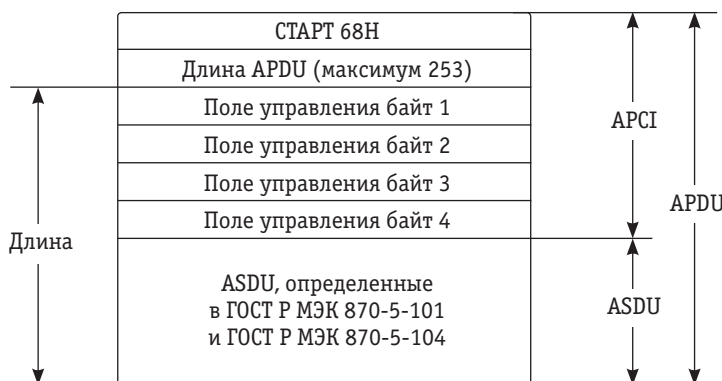 СТАРТ 68H
Длина APDU (максимум 253)
Поле управления байт 1
Поле управления байт 2
Поле управления байт 3
Поле управления байт 4
ASDU, определенные
в ГОСТ Р МЭК 870-5-101
и ГОСТ Р МЭК 870-5-104
Длина
APCI
ASDU
APDU